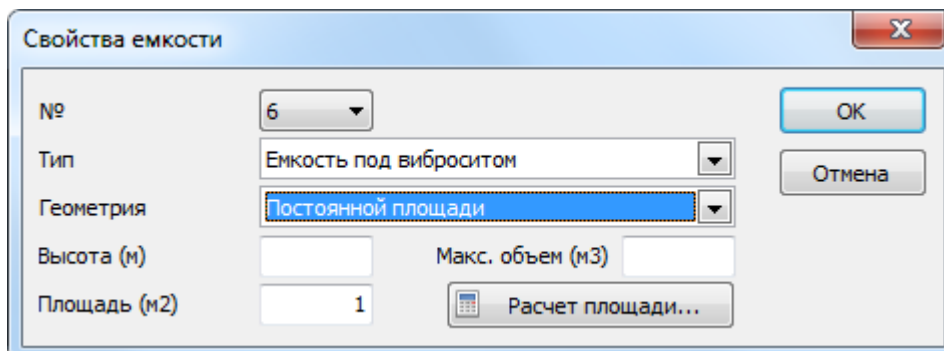 Свойства емкости
№ 6 OK
Тип Емкость под виброситом Отмена
Геометрия Постоянной площади
Высота (м) Макс. объем (м3)
Площадь (м2) 1 Расчет площади...